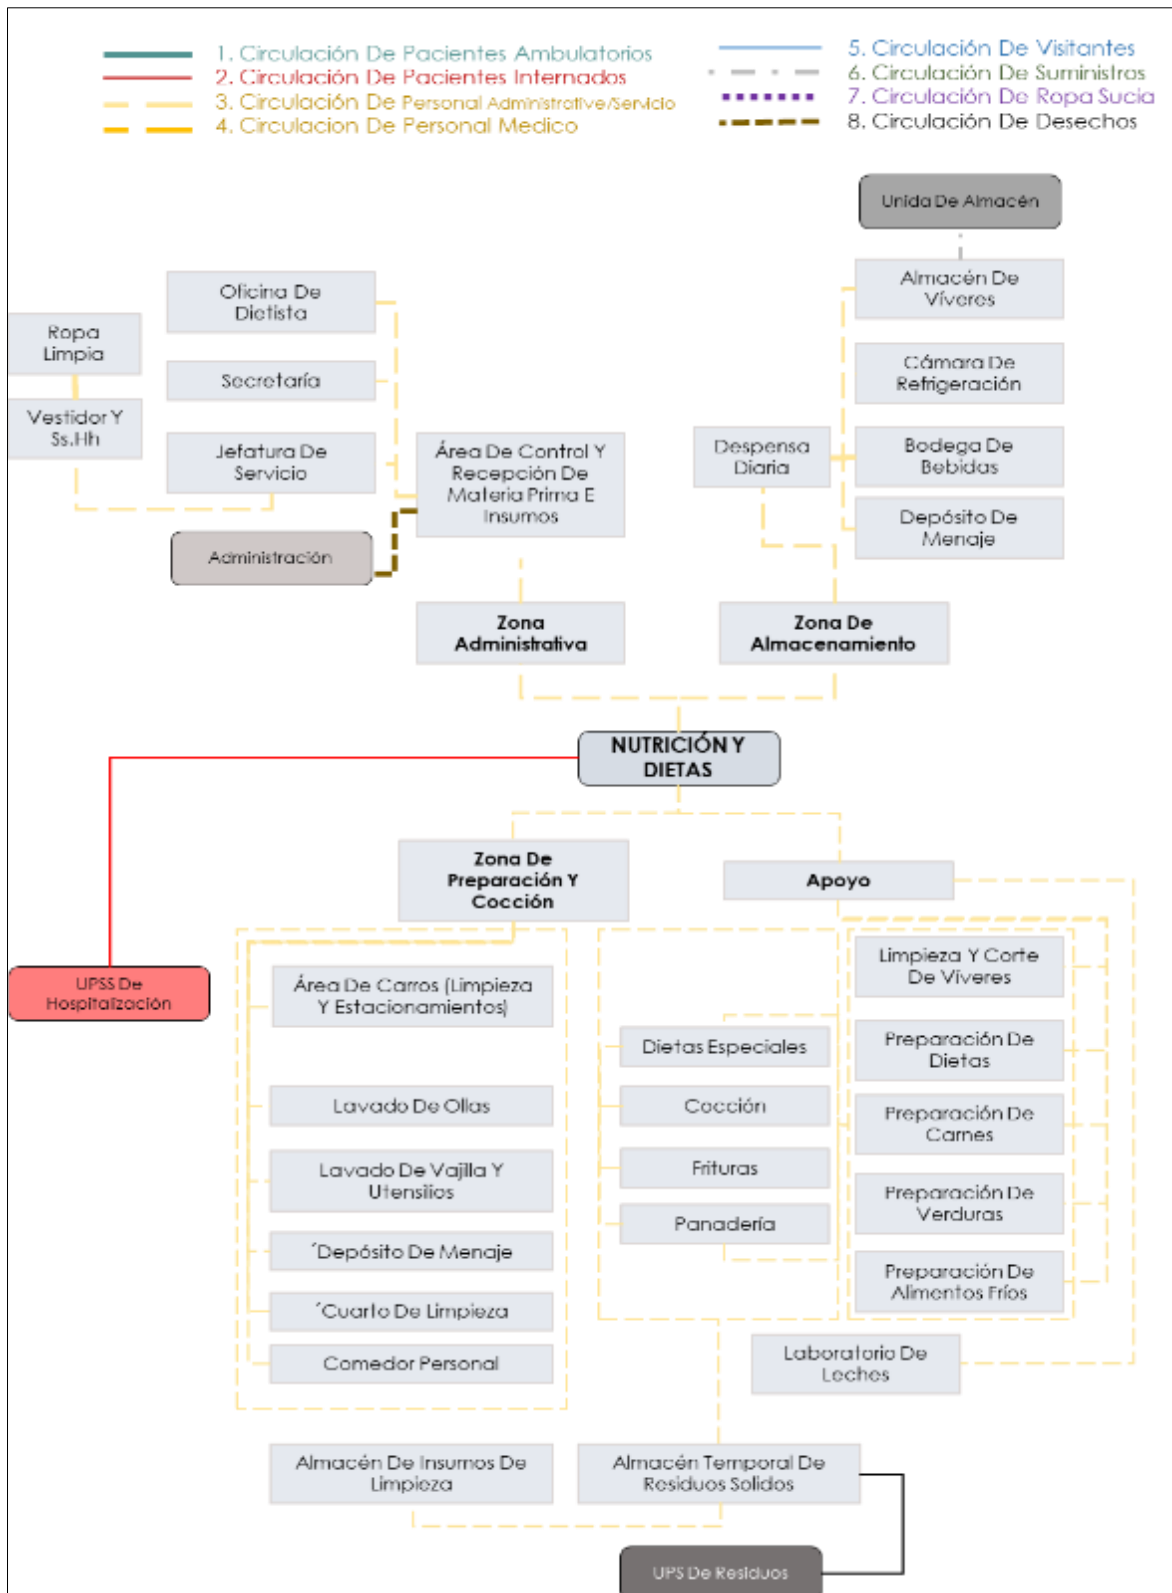 1. Circulación De Pacientes Ambulatorios
2. Circulación De Pacientes Internados
3. Circulación De Personal Administrative/Servicio
4. Circulacion De Personal Medico
5. Circulación De Visitantes
6. Circulación De Suministros
7. Circulación De Ropa Sucia
8. Circulación De Desechos
Unida De Almacén
Oficina De
Dietista
Almacén De
Víveres
Ropa
Limpia
Secretaría
Cámara De
Refrigeración
Vestidor Y
Ss.Hh
Jefatura De
Servicio
Área De Control Y
Recepción De
Materia Prima E
Insumos
Despensa
Diaria
Bodega De
Bebidas
Depósito De
Menaje
Administración
Zona
Administrativa
Zona De
Almacenamiento
NUTRICIÓN Y
DIETAS
Zona De
Preparación Y
Cocción
Apoyo
UPSS De
Hospitalización
Área De Carros (Limpieza
Y Estacionamientos)
Limpieza Y Corte
De Víveres
Dietas Especiales
Preparación De
Dietas
Lavado De Ollas
Cocción
Preparación De
Carnes
Lavado De Vajilla Y
Utensilios
Frituras
Preparación De
Verduras
Panadería
´Depósito De Menaje
Preparación De
Alimentos Fríos
´Cuarto De Limpieza
Comedor Personal
Laboratorio De
Leches
Almacén De Insumos De
Limpieza
Almacén Temporal De
Residuos Solidos
UPS De Residuos